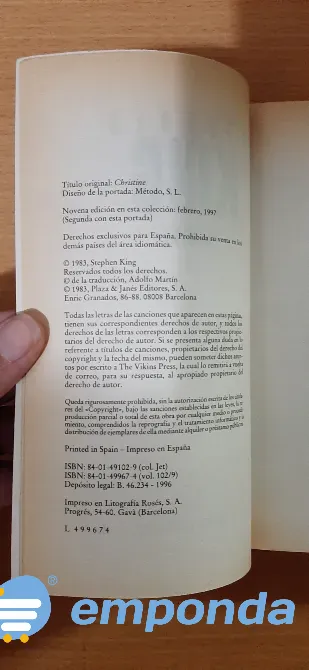 Título original: Christine
Diseño de la portada: Método, S. L.
Novena edición en esta colección: febrero, 1997
(Segunda con esta portada)
Derechos exclusivos para España. Prohibida su venta en los
demás países del área idiomática.
© 1983, Stephen King
Reservados todos los derechos.
© de la traducción, Adolfo Martín
© 1983, Plaza & Janés Editores, S. A.
Enric Granados, 86-88. 08008 Barcelona
Todas las letras de las canciones que aparecen en estas páginas,
tienen sus correspondientes derechos de autor, y todos los
derechos de las letras corresponden a los respectivos propie-
tarios del derecho de autor. Si se presenta alguna duda en lo
referente a títulos de canciones, propietarios del derecho de
copyright y la fecha del mismo, pueden someter dichos asun-
tos por escrito a The Viking Press, la cual lo remitirá a vuelta
de correo, para su respuesta, al apropiado propietario del
derecho de autor.
Queda rigurosamente prohibida, sin la autorización escrita de los titula-
res del «Copyright», bajo las sanciones establecidas en las leyes, la re-
producción parcial o total de esta obra por cualquier medio o procedi-
miento, comprendidos la reprografía y el tratamiento informático y la
distribución de ejemplares de ella mediante alquiler o préstamo públicos.
Printed in Spain – Impreso en España
ISBN: 84-01-49102-9 (col. Jet)
ISBN: 84-01-49967-4 (vol. 102/9)
Depósito legal: B. 46.234 - 1996
Impreso en Litografía Rosés, S. A.
Progrés, 54-60. Gavà (Barcelona)
L 499674
® emponda